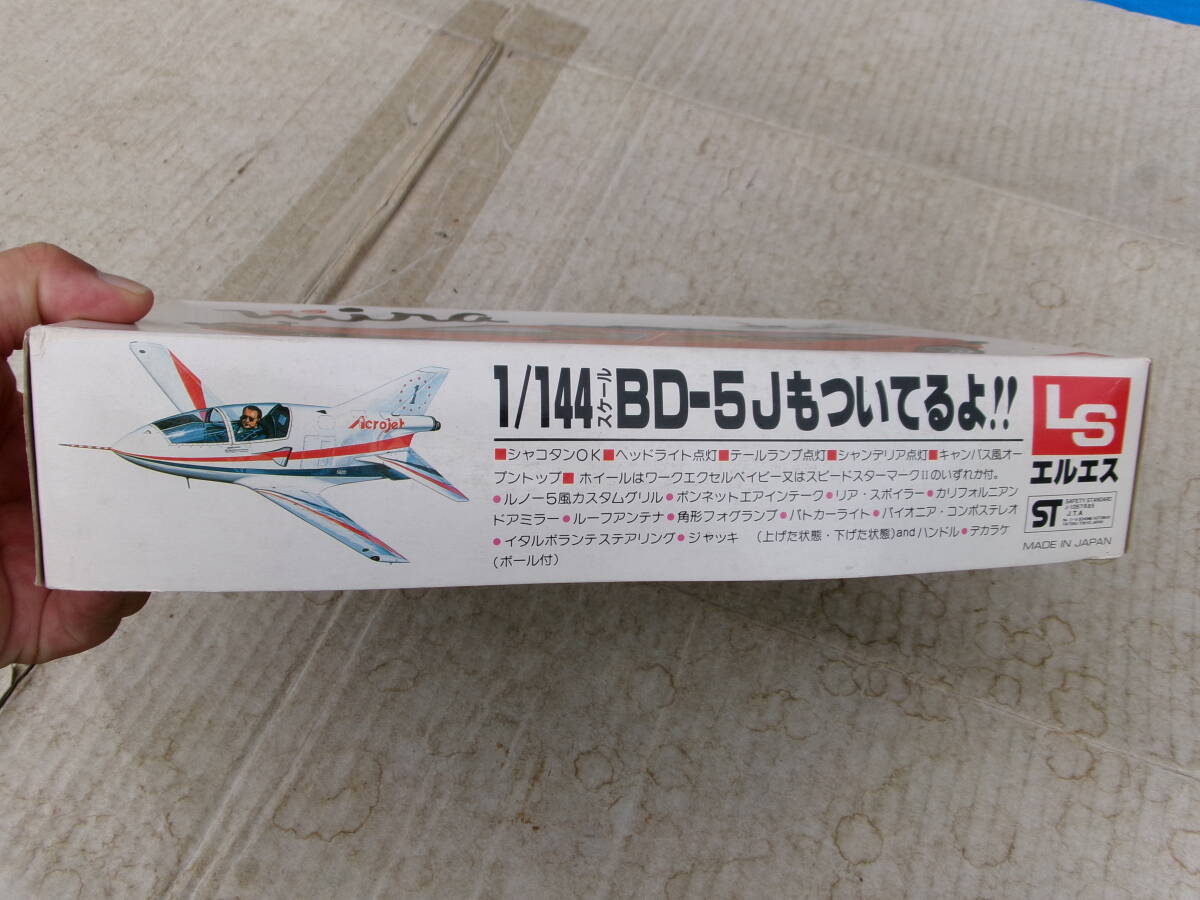 mira
Acrojet
1/144スケールBD-5Jもついてるよ!!
■シャコタンOK■ヘッドライト点灯■テールランプ点灯■シャンデリア点灯■キャンバス風オー
プントップ■ ホイールはワークエクセルベイビー又はスピードスターマークIIのいずれか付。
●ルノー5風カスタムグリル●ボンネットエアインテーク●リア・スポイラー●カリフォルニアン
ドアミラー●ルーフアンテナ●角形フォグランプ●パトカーライト●パイオニア・コンポステレオ
●イタルボランテステアリング●ジャッキ (上げた状態・下げた状態)andハンドル●デカラケ
(ボール付)
LS
エルエス
ST
SAFETY STANDARD
J.T.A
MADE IN JAPAN